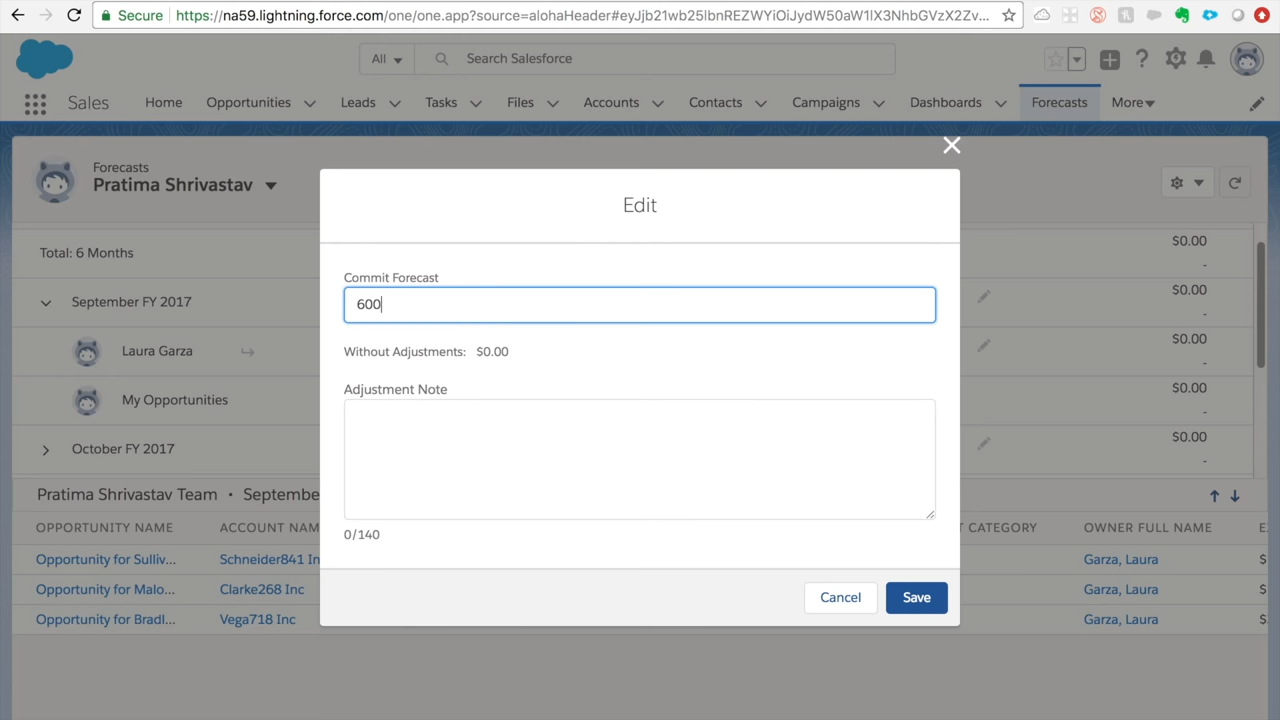 Secure https://na59.lightning.force.com/one/one.app?source=alohaHeader#eyJjb21wb25lbnREZWYiOiJydW50aW1lX3NhbGVzX2Zv...
All Search Salesforce
Sales Home Opportunities Leads Tasks Files Accounts Contacts Campaigns Dashboards Forecasts More
Forecasts
Pratima Shrivastav
Edit
Total: 6 Months $0.00
-
Commit Forecast
September FY 2017 $0.00
600
-
Laura Garza $0.00
Without Adjustments: $0.00
-
Adjustment Note
My Opportunities $0.00
-
October FY 2017 $0.00
-
Pratima Shrivastav Team • Septembe
OPPORTUNITY NAME ACCOUNT NAM T CATEGORY OWNER FULL NAME E
0/140
Opportunity for Sulliv... Schneider841 In Garza, Laura $
Opportunity for Malo... Clarke268 Inc Garza, Laura $
Cancel Save
Opportunity for Bradl... Vega718 Inc Garza, Laura $